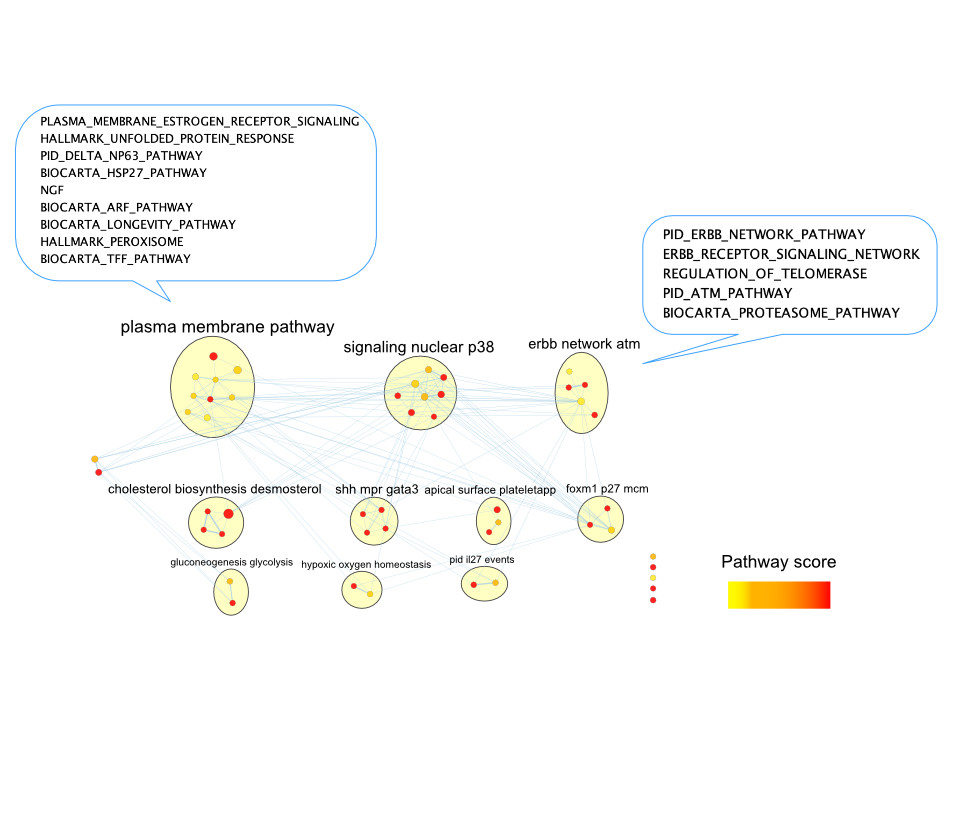 PLASMA_MEMBRANE_ESTROGEN_RECEPTOR_SIGNALING
HALLMARK_UNFOLDED_PROTEIN_RESPONSE
PID_DELTA_NP63_PATHWAY
BIOCARTA_HSP27_PATHWAY
NGF
BIOCARTA_ARF_PATHWAY
BIOCARTA_LONGEVITY_PATHWAY
HALLMARK_PEROXISOME
BIOCARTA_TFF_PATHWAY
PID_ERBB_NETWORK_PATHWAY
ERBB_RECEPTOR_SIGNALING_NETWORK
REGULATION_OF_TELOMERASE
PID_ATM_PATHWAY
BIOCARTA_PROTEASOME_PATHWAY
plasma membrane pathway
signaling nuclear p38
erbb network atm
cholesterol biosynthesis desmosterol
shh mpr gata3
apical surface plateletapp
foxm1 p27 mcm
gluconeogenesis glycolysis
hypoxic oxygen homeostasis
pid il27 events
Pathway score